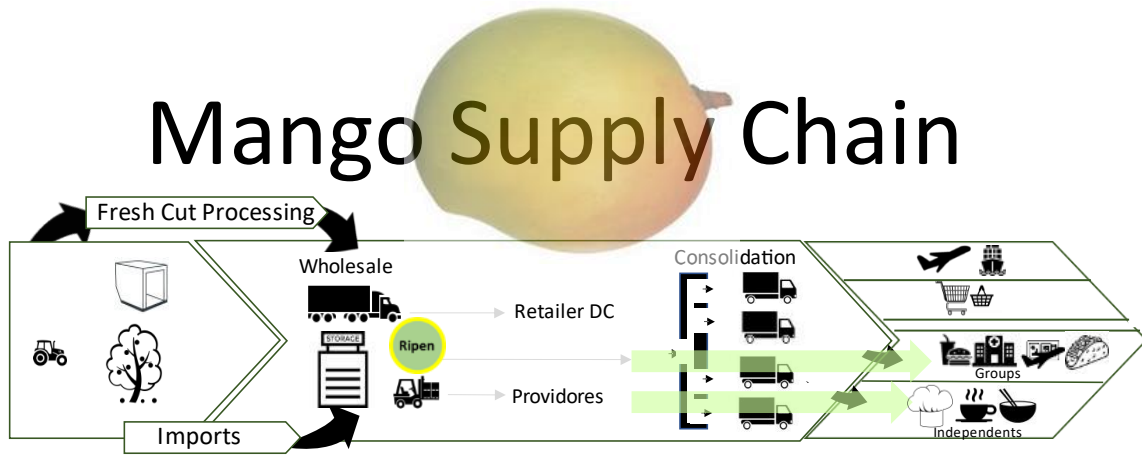 Mango Supply Chain
Fresh Cut Processing
Wholesale
Consolidation
Retailer DC
STORAGE
Ripen
Groups
Providores
Imports
Independents